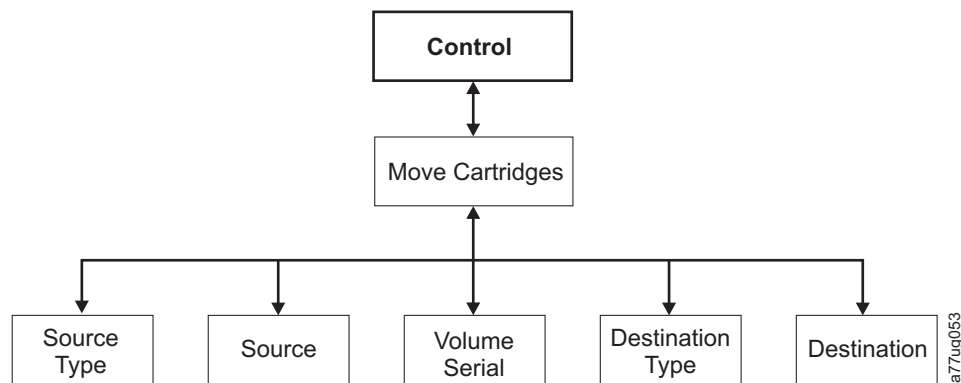 Control
Move Cartridges
Source
Type
Source
Volume
Serial
Destination
Type
Destination
a77ug053